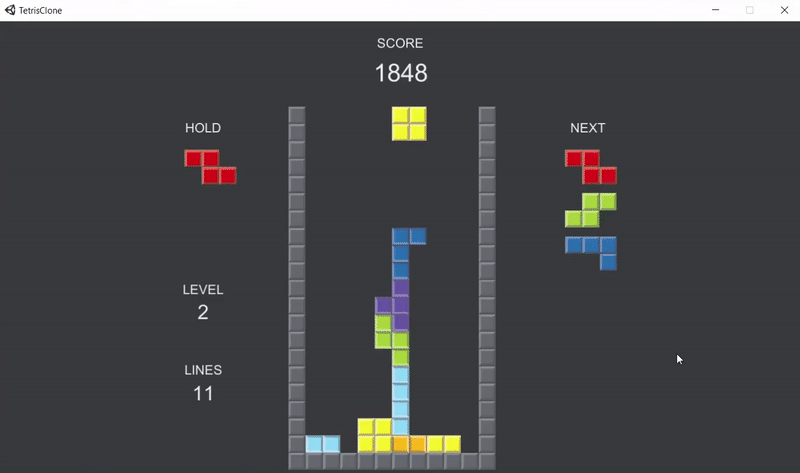 TetrisClone
SCORE
1848
HOLD
NEXT
LEVEL
2
LINES
11